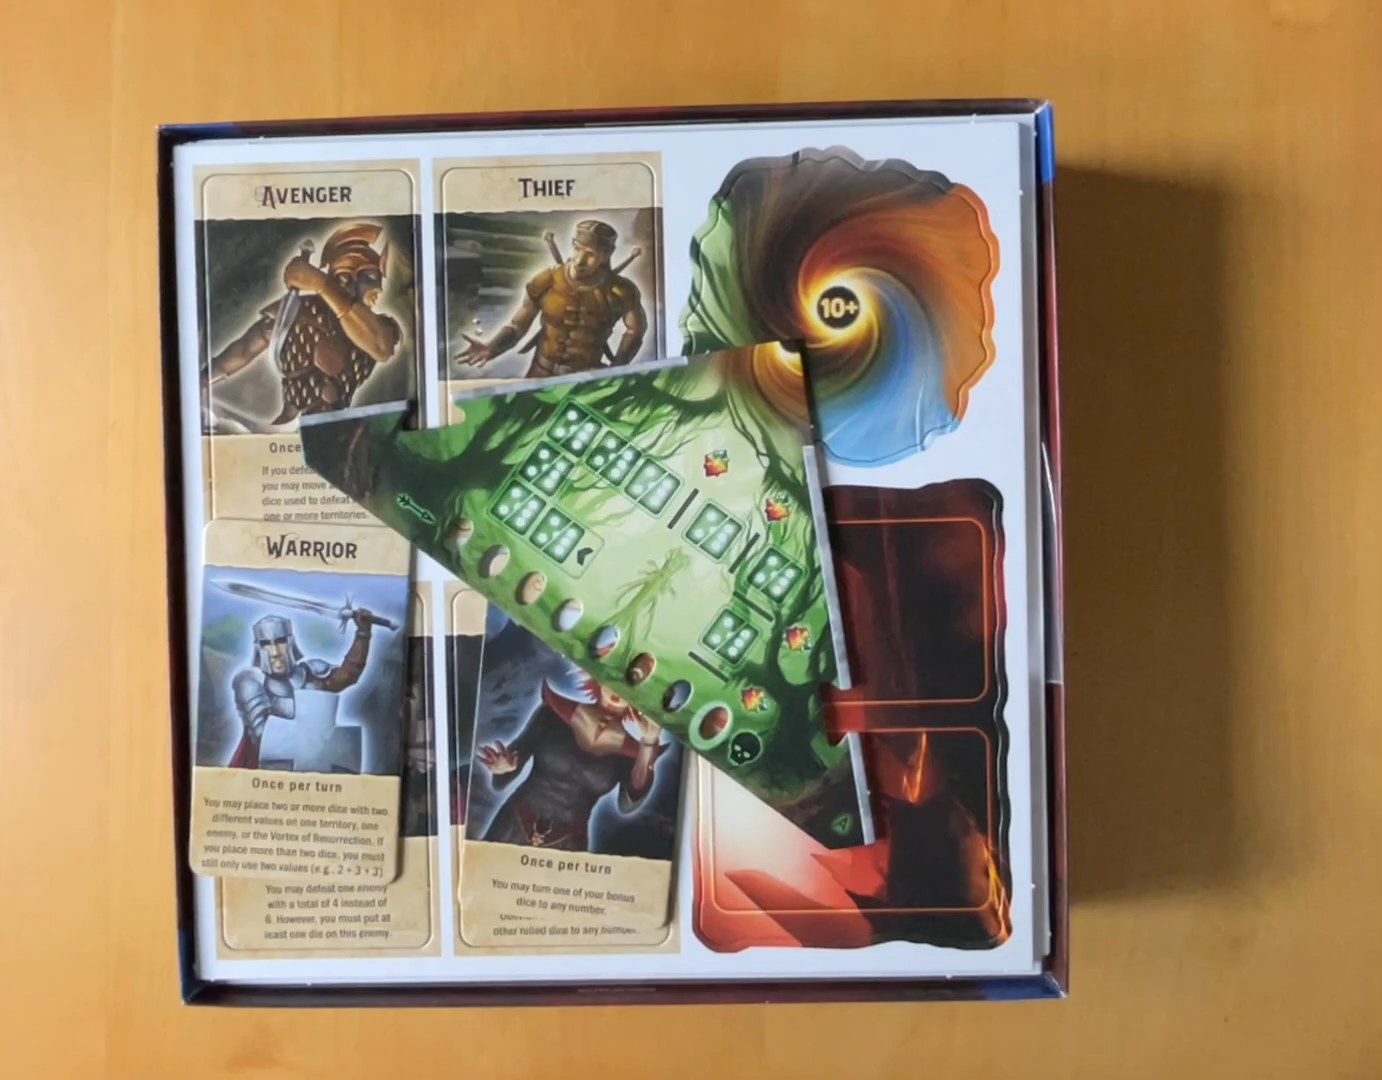 AVENGER
THIEF
10+
Once
If you defeat
you may move
dice used to defeat
one or more territories.
WARRIOR
Once per turn
You may place two or more dice with two
different values on one territory, one
enemy, or the Vortex of Resurrection. If
you place more than two dice, you must
still only use two values (e.g., 2 + 3 + 3)
You may defeat one enemy
with a total of 4 instead of
6. However, you must put at
least one die on this enemy.
Once per turn
You may turn one of your bonus
dice to any number.
other rolled dice to any number.
A